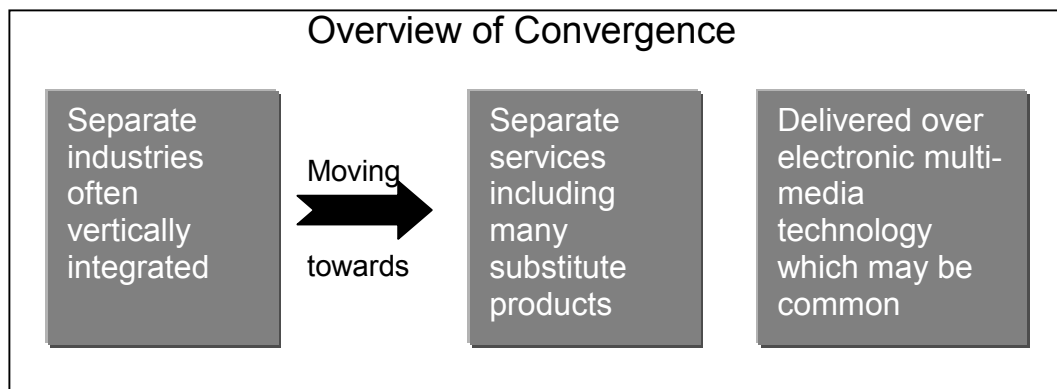 Overview of Convergence
Separate
industries
often
vertically
integrated
Moving
towards
Separate
services
including
many
substitute
products
Delivered over
electronic multi-
media
technology
which may be
common